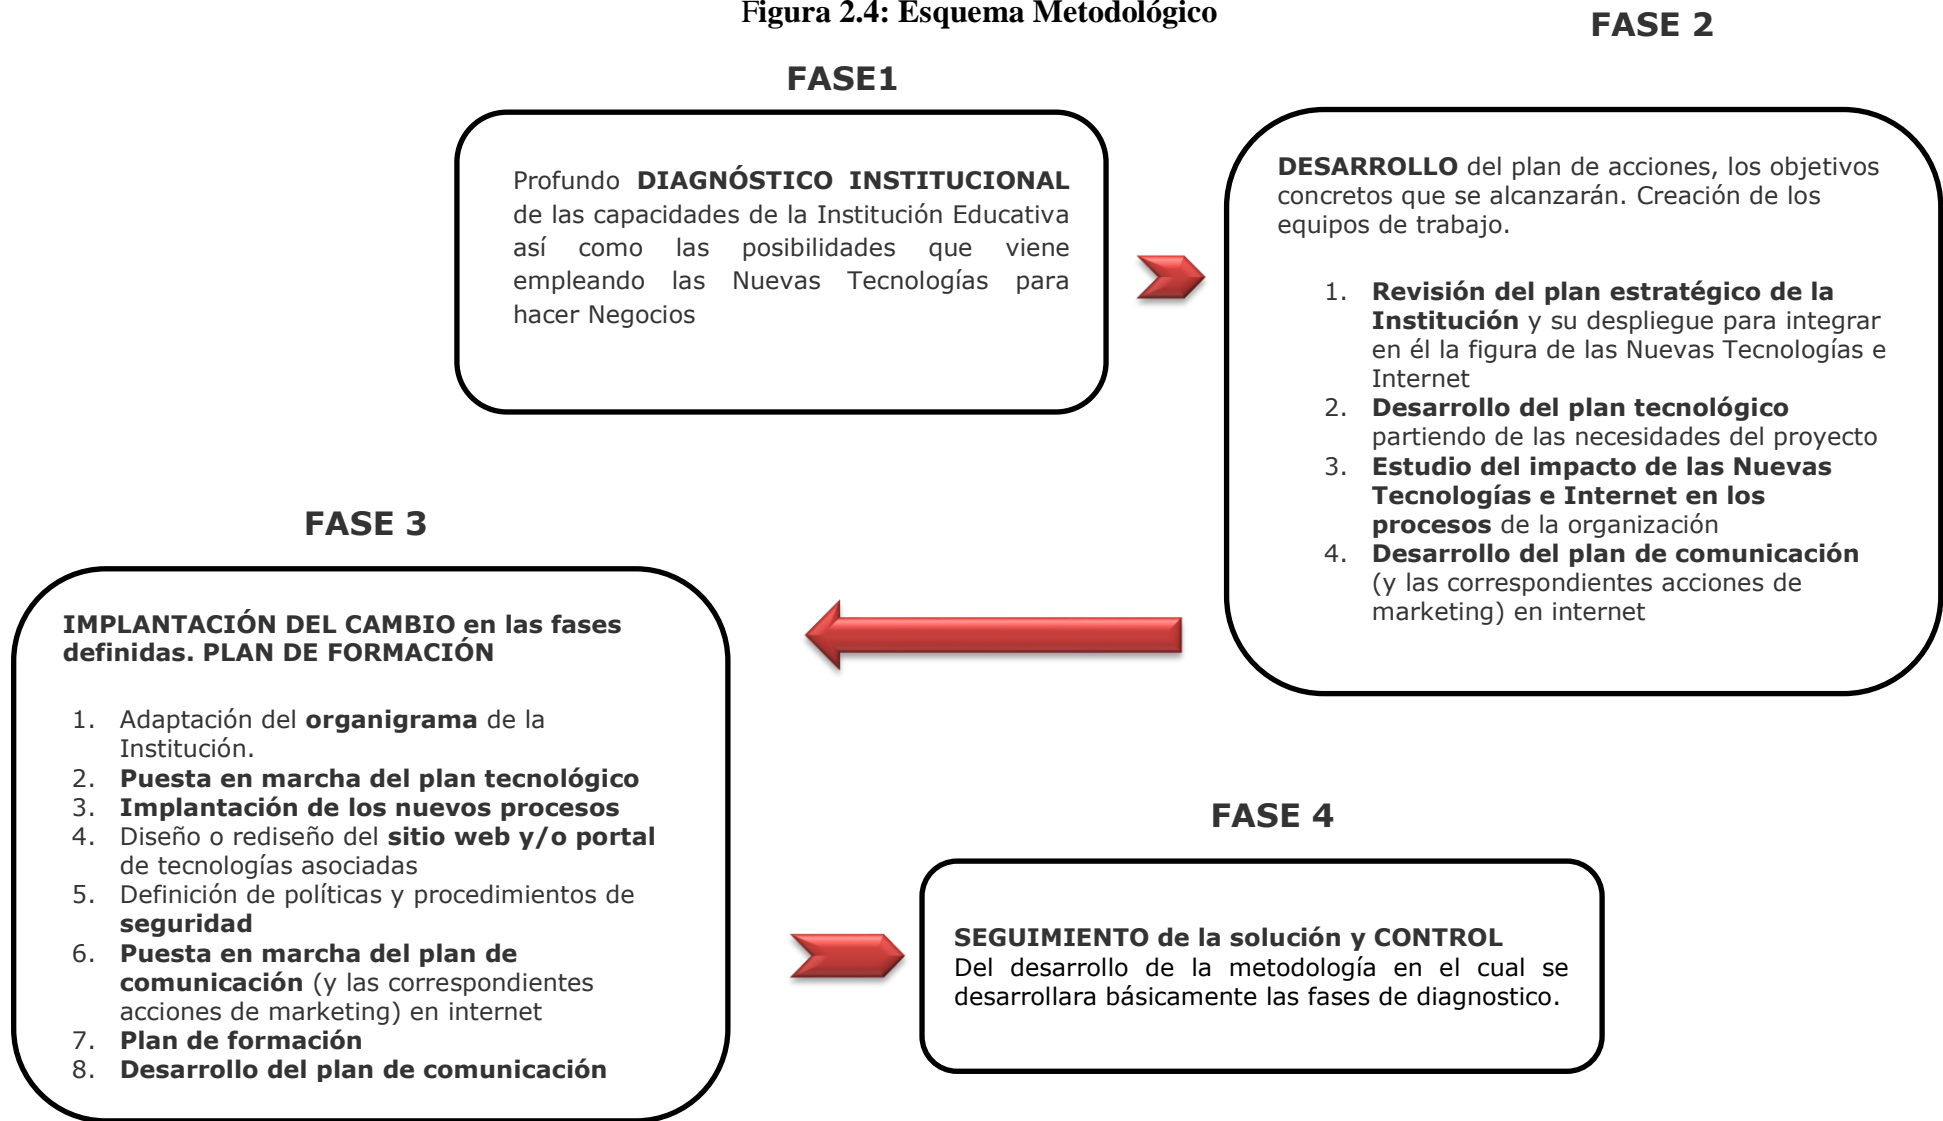 Figura 2.4: Esquema Metodológico
FASE1
Profundo DIAGNÓSTICO INSTITUCIONAL
de las capacidades de la Institución Educativa
así como las posibilidades que viene
empleando las Nuevas Tecnologías para
hacer Negocios
FASE 2
DESARROLLO del plan de acciones, los objetivos
concretos que se alcanzarán. Creación de los
equipos de trabajo.
1. Revisión del plan estratégico de la
Institución y su despliegue para integrar
en él la figura de las Nuevas Tecnologías e
Internet
2. Desarrollo del plan tecnológico
partiendo de las necesidades del proyecto
3. Estudio del impacto de las Nuevas
Tecnologías e Internet en los
procesos de la organización
4. Desarrollo del plan de comunicación
(y las correspondientes acciones de
marketing) en internet
FASE 3
IMPLANTACIÓN DEL CAMBIO en las fases
definidas. PLAN DE FORMACIÓN
1. Adaptación del organigrama de la
Institución.
2. Puesta en marcha del plan tecnológico
3. Implantación de los nuevos procesos
4. Diseño o rediseño del sitio web y/o portal
de tecnologías asociadas
5. Definición de políticas y procedimientos de
seguridad
6. Puesta en marcha del plan de
comunicación (y las correspondientes
acciones de marketing) en internet
7. Plan de formación
8. Desarrollo del plan de comunicación
FASE 4
SEGUIMIENTO de la solución y CONTROL
Del desarrollo de la metodología en el cual se
desarrollara básicamente las fases de diagnostico.